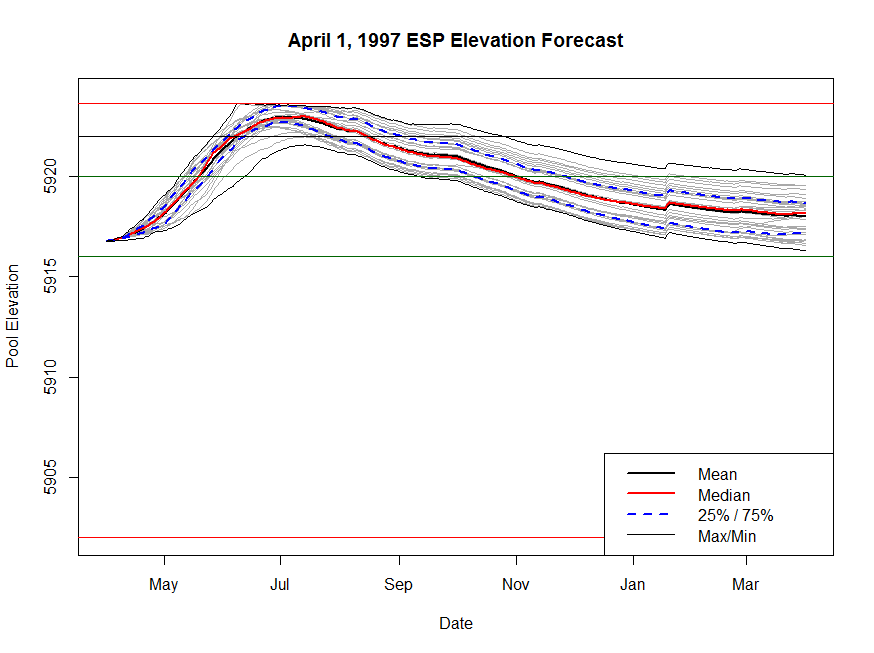 April 1, 1997 ESP Elevation Forecast
Pool Elevation
5920
5915
5910
5905
Mean
Median
25% / 75%
Max/Min
May
Jul
Sep
Nov
Jan
Mar
Date